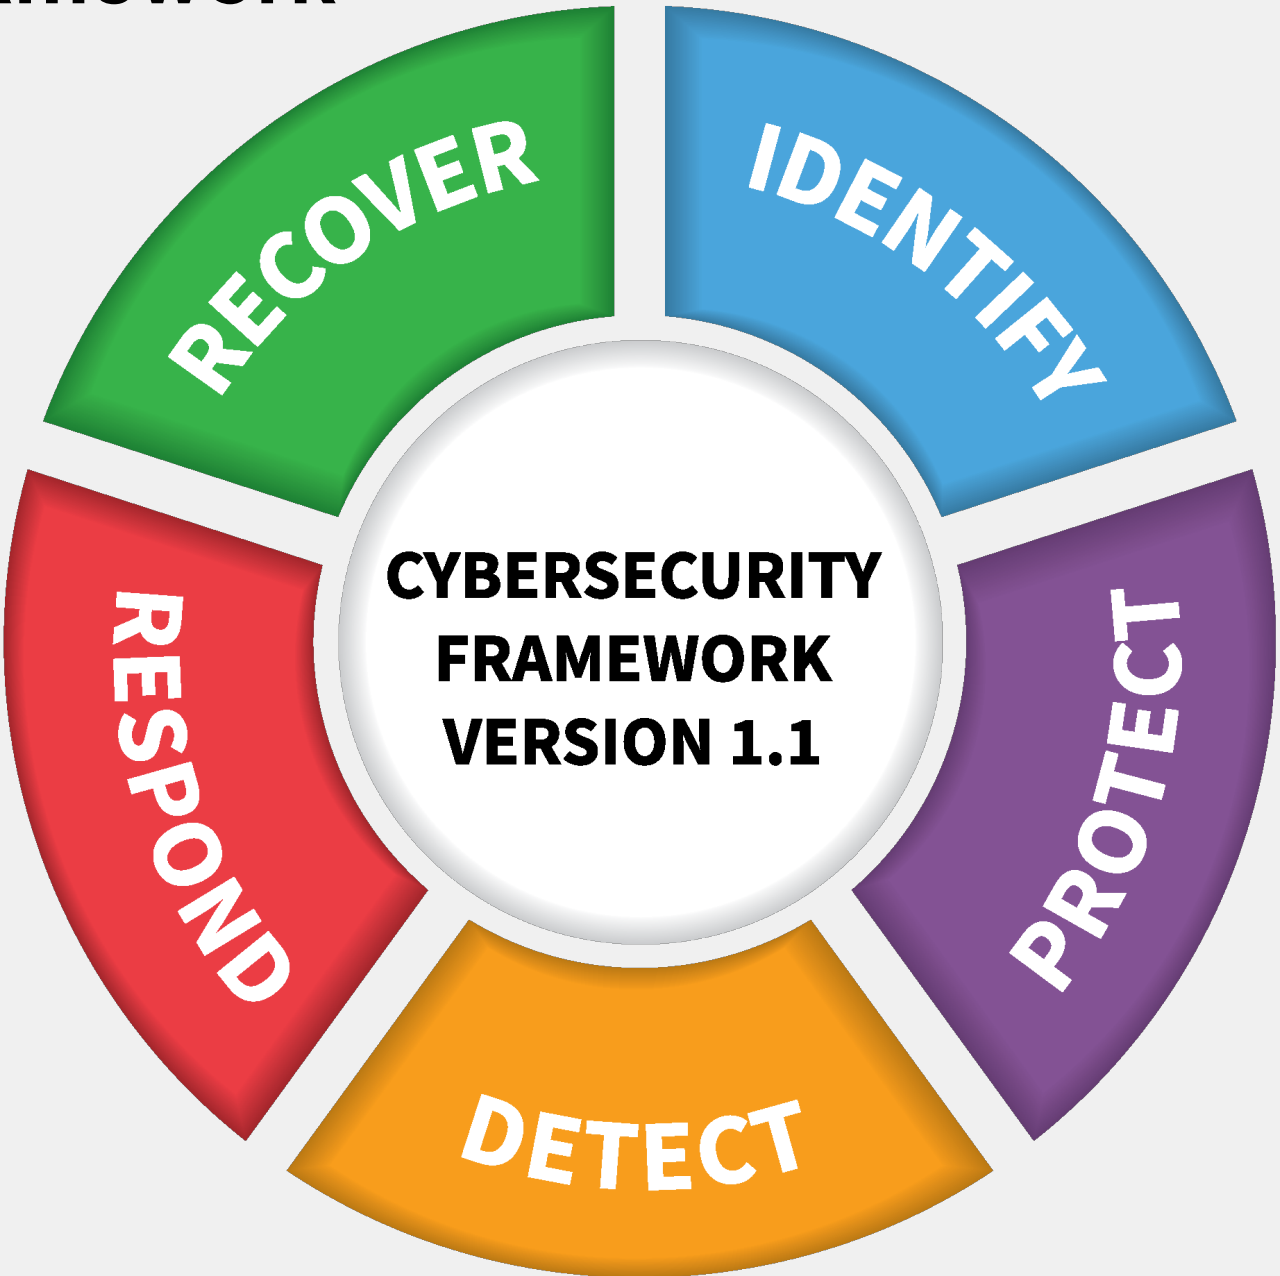 IDENTIFY
PROTECT
DETECT
RESPOND
RECOVER
CYBERSECURITY
FRAMEWORK
VERSION 1.1